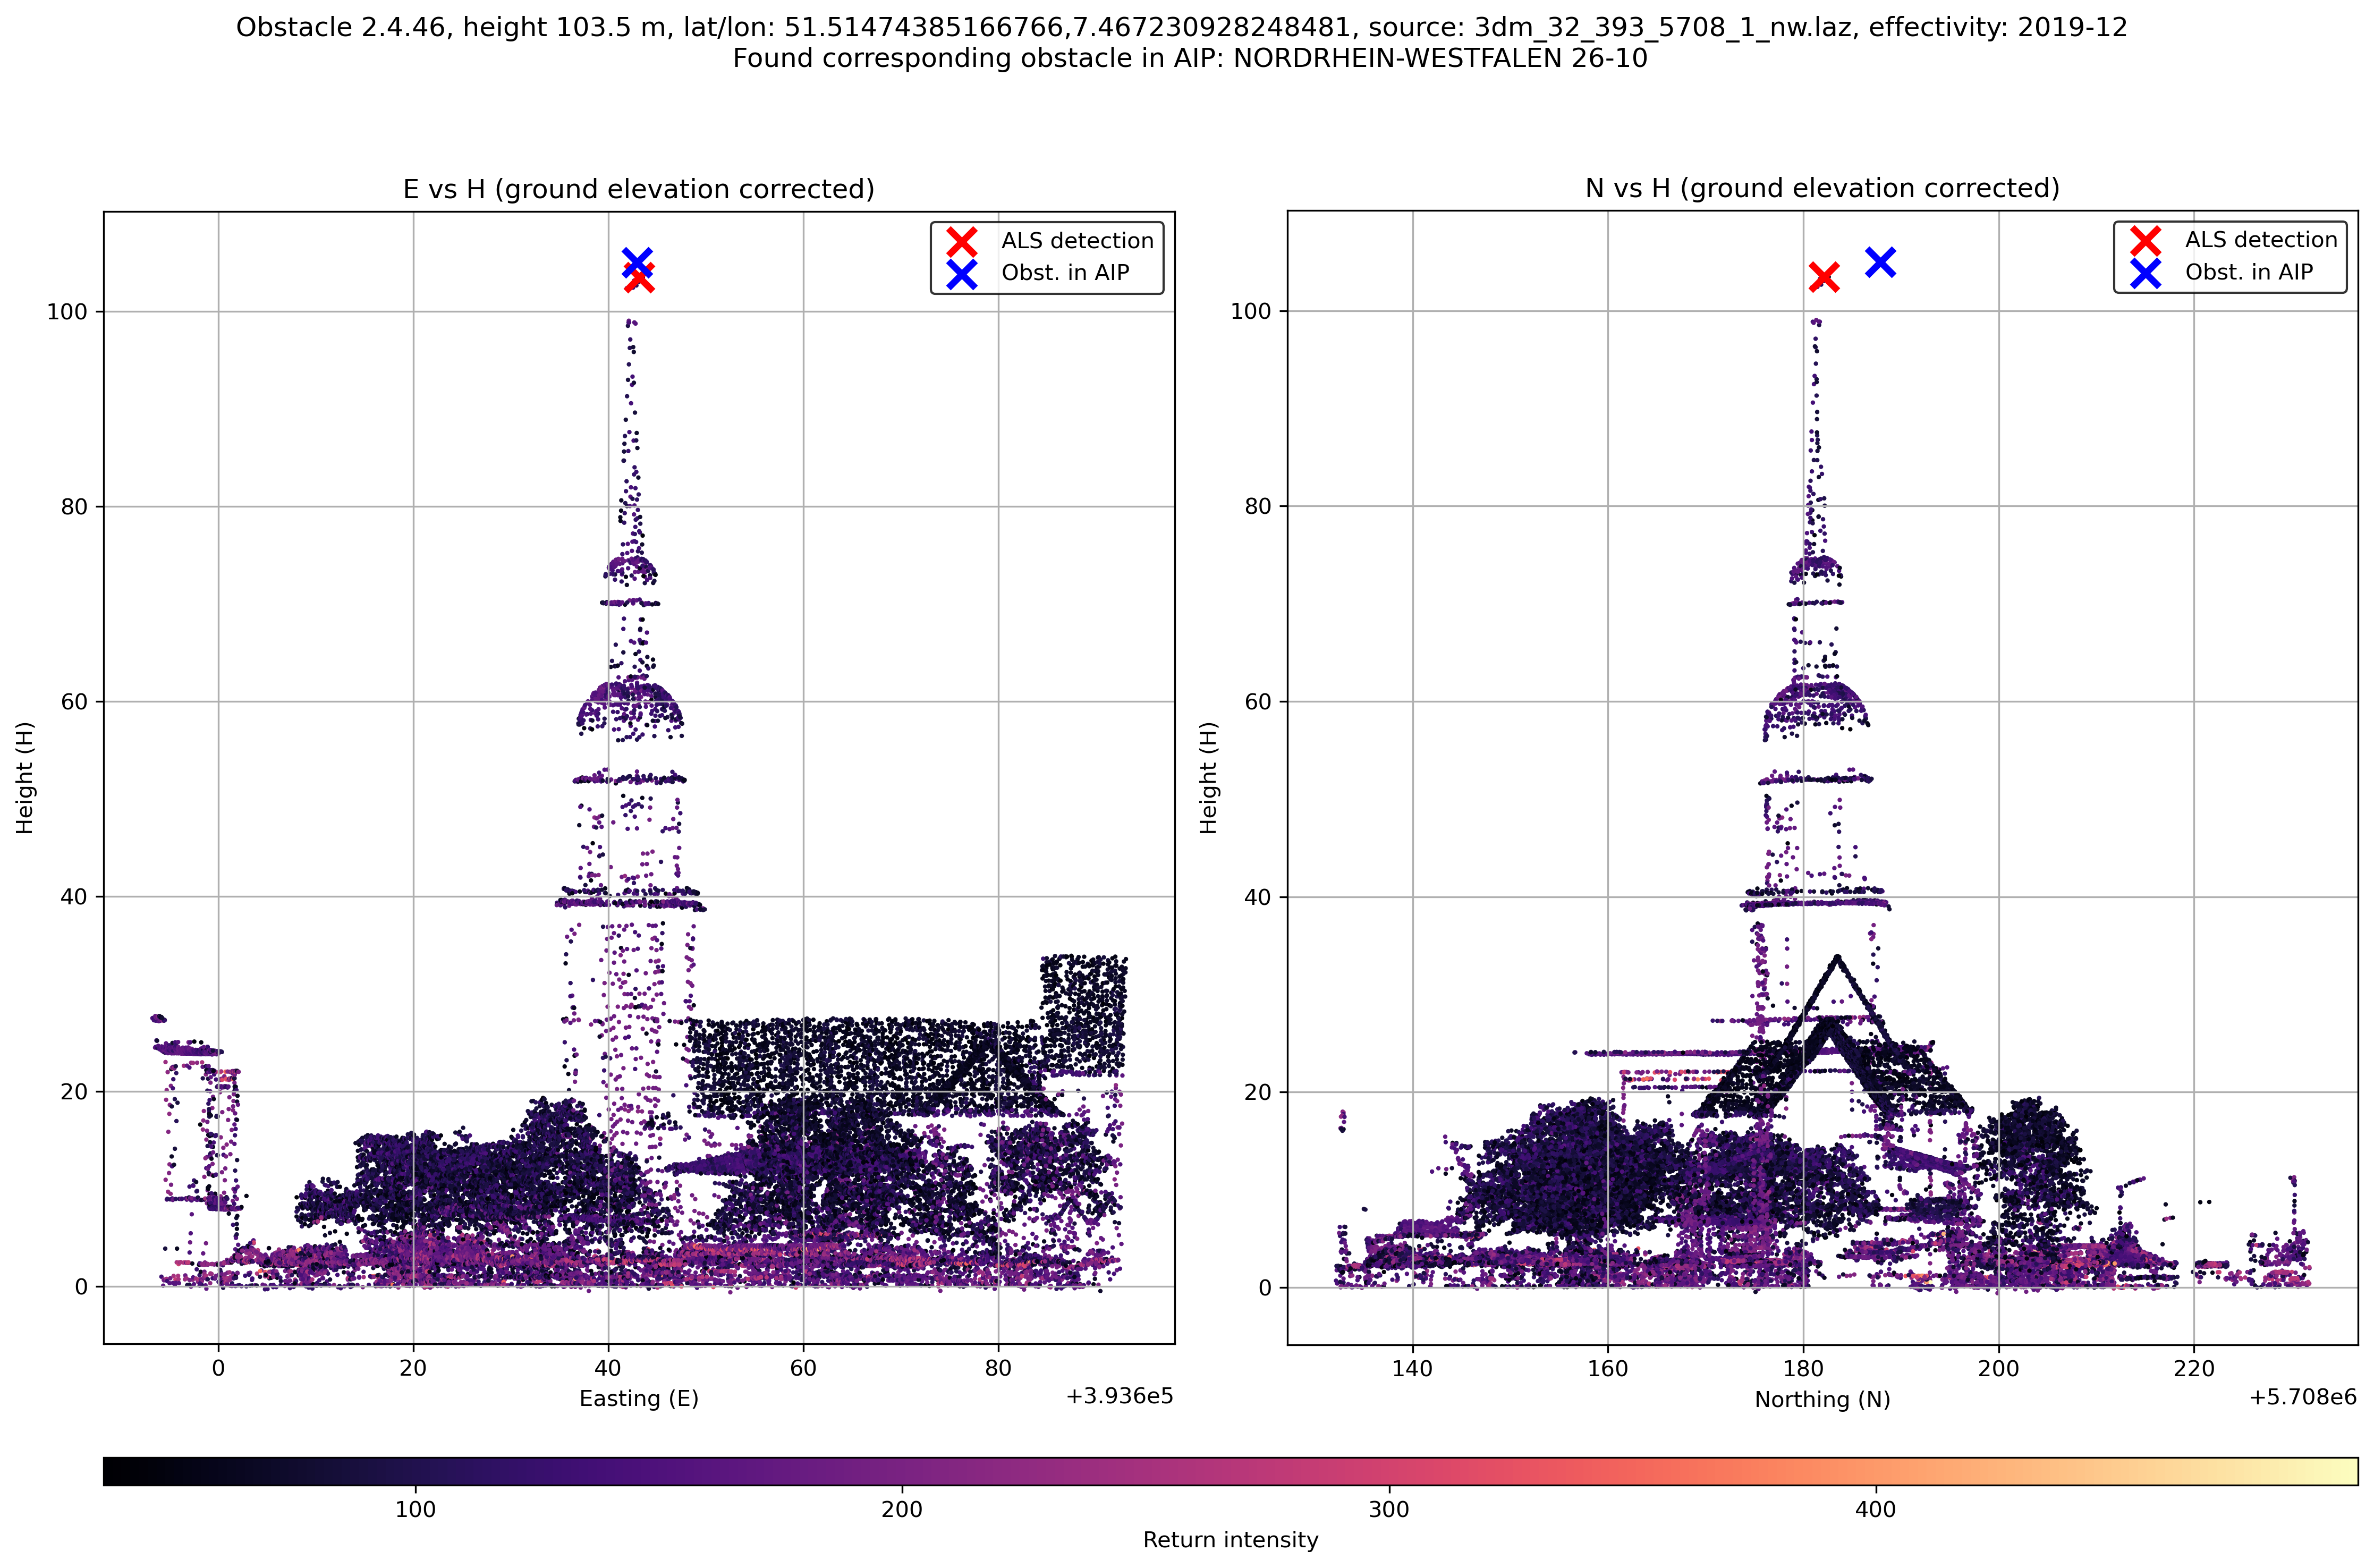 Obstacle 2.4.46, height 103.5 m, lat/lon: 51.51474385166766,7.467230928248481, source: 3dm_32_393_5708_1_nw.laz, effectivity: 2019-12
Found corresponding obstacle in AIP: NORDRHEIN-WESTFALEN 26-10
E vs H (ground elevation corrected)
ALS detection
Obst. in AIP
100
80
60
40
20
0
Height (H)
0 20 40 60 80
Easting (E)
+3.936e5
N vs H (ground elevation corrected)
ALS detection
Obst. in AIP
100
80
60
40
20
0
Height (H)
140 160 180 200 220
Northing (N)
+5.708e6
100 200 300 400
Return intensity